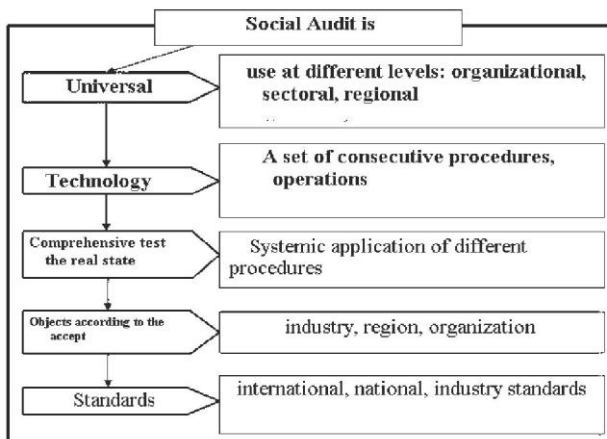 Social Audit is
Universal
use at different levels: organizational,
sectoral, regional
Technology
A set of consecutive procedures,
operations
Comprehensive test
the real state
Systemic application of different
procedures
Objects according to the
accept
industry, region, organization
Standards
international, national, industry standards